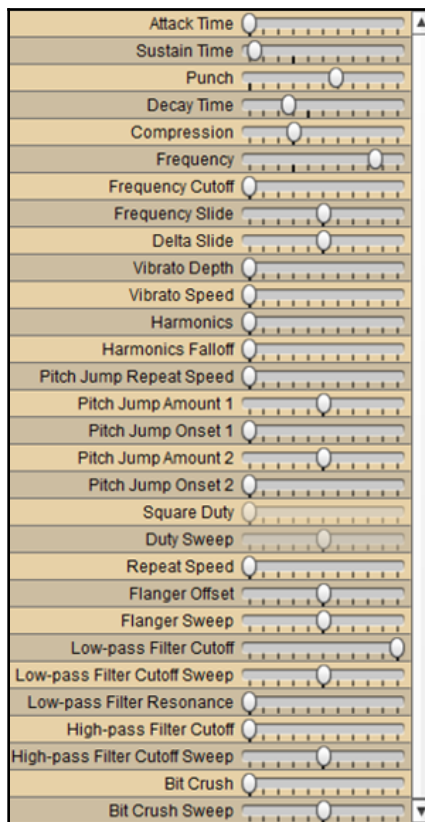 Attack Time
Sustain Time
Punch
Decay Time
Compression
Frequency
Frequency Cutoff
Frequency Slide
Delta Slide
Vibrato Depth
Vibrato Speed
Harmonics
Harmonics Falloff
Pitch Jump Repeat Speed
Pitch Jump Amount 1
Pitch Jump Onset 1
Pitch Jump Amount 2
Pitch Jump Onset 2
Square Duty
Duty Sweep
Repeat Speed
Flanger Offset
Flanger Sweep
Low-pass Filter Cutoff
Low-pass Filter Cutoff Sweep
Low-pass Filter Resonance
High-pass Filter Cutoff
High-pass Filter Cutoff Sweep
Bit Crush
Bit Crush Sweep